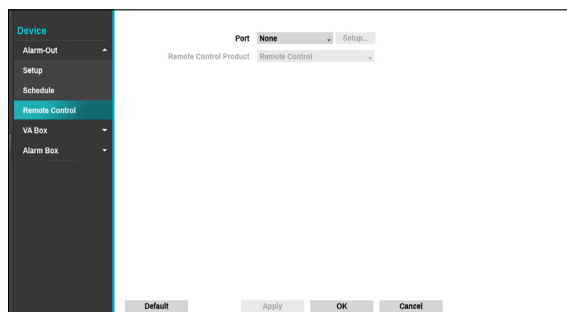 Device
Alarm-Out
Setup
Schedule
Remote Control
VA Box
Alarm Box
Port None Setup...
Remote Control Product Remote Control
Default Apply OK Cancel